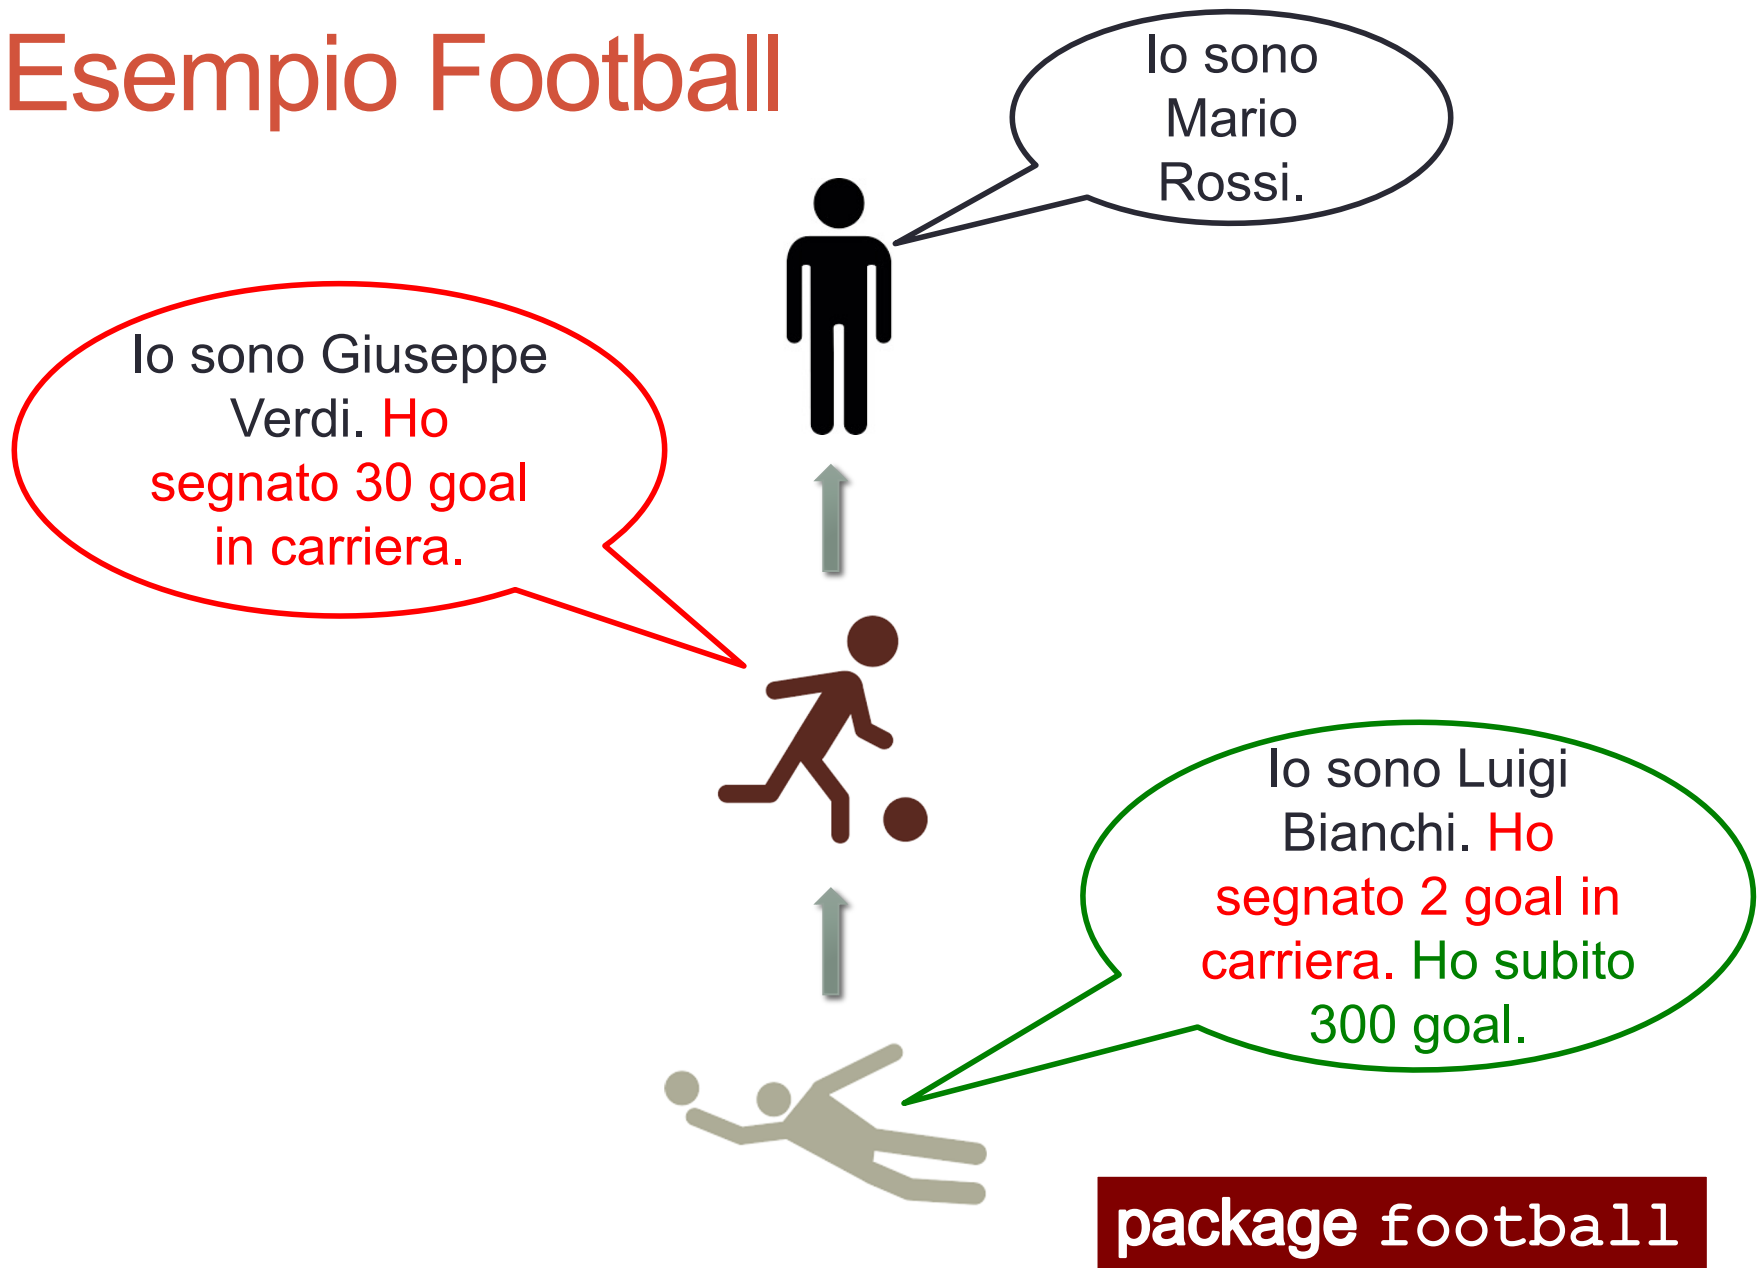 Esempio Football
Io sono
Mario
Rossi.
Io sono Giuseppe
Verdi. Ho
segnato 30 goal
in carriera.
Io sono Luigi
Bianchi. Ho
segnato 2 goal in
carriera. Ho subito
300 goal.
package football